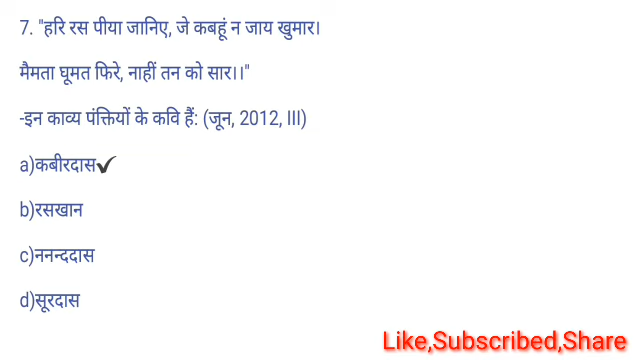 7. "हरि रस पीया जानिए, जे कबहूं न जाय खुमार।
मैमता घूमत फिरे, नाहीं तन को सार।।"
-इन काव्य पंक्तियों के कवि हैं: (जून, 2012, III)
a)कबीरदास✔
b)रसखान
c)ननन्ददास
d)सूरदास
Like,Subscribed,Share